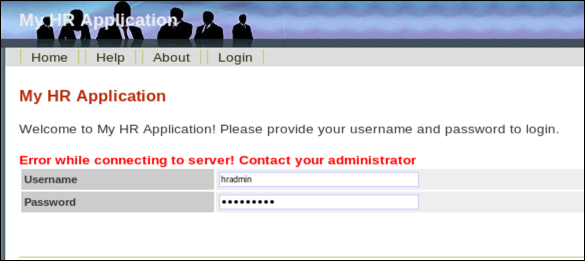 My HR Application
Home Help About Login
My HR Application
Welcome to My HR Application! Please provide your username and password to login.
Error while connecting to server! Contact your administrator
Username hradmin
Password •••••••••